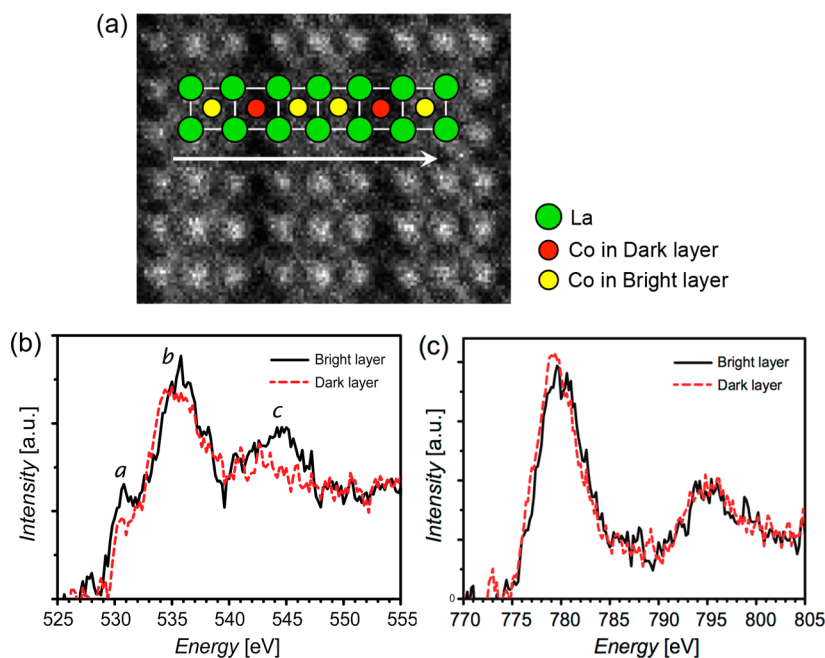 (a)
La
Co in Dark layer
Co in Bright layer
(b)
b
a
c
Bright layer
Dark layer
Intensity [a.u.]
525 530 535 540 545 550 555
Energy [eV]
(c)
Bright layer
Dark layer
Intensity [a.u.]
0
770 775 780 785 790 795 800 805
Energy [eV]